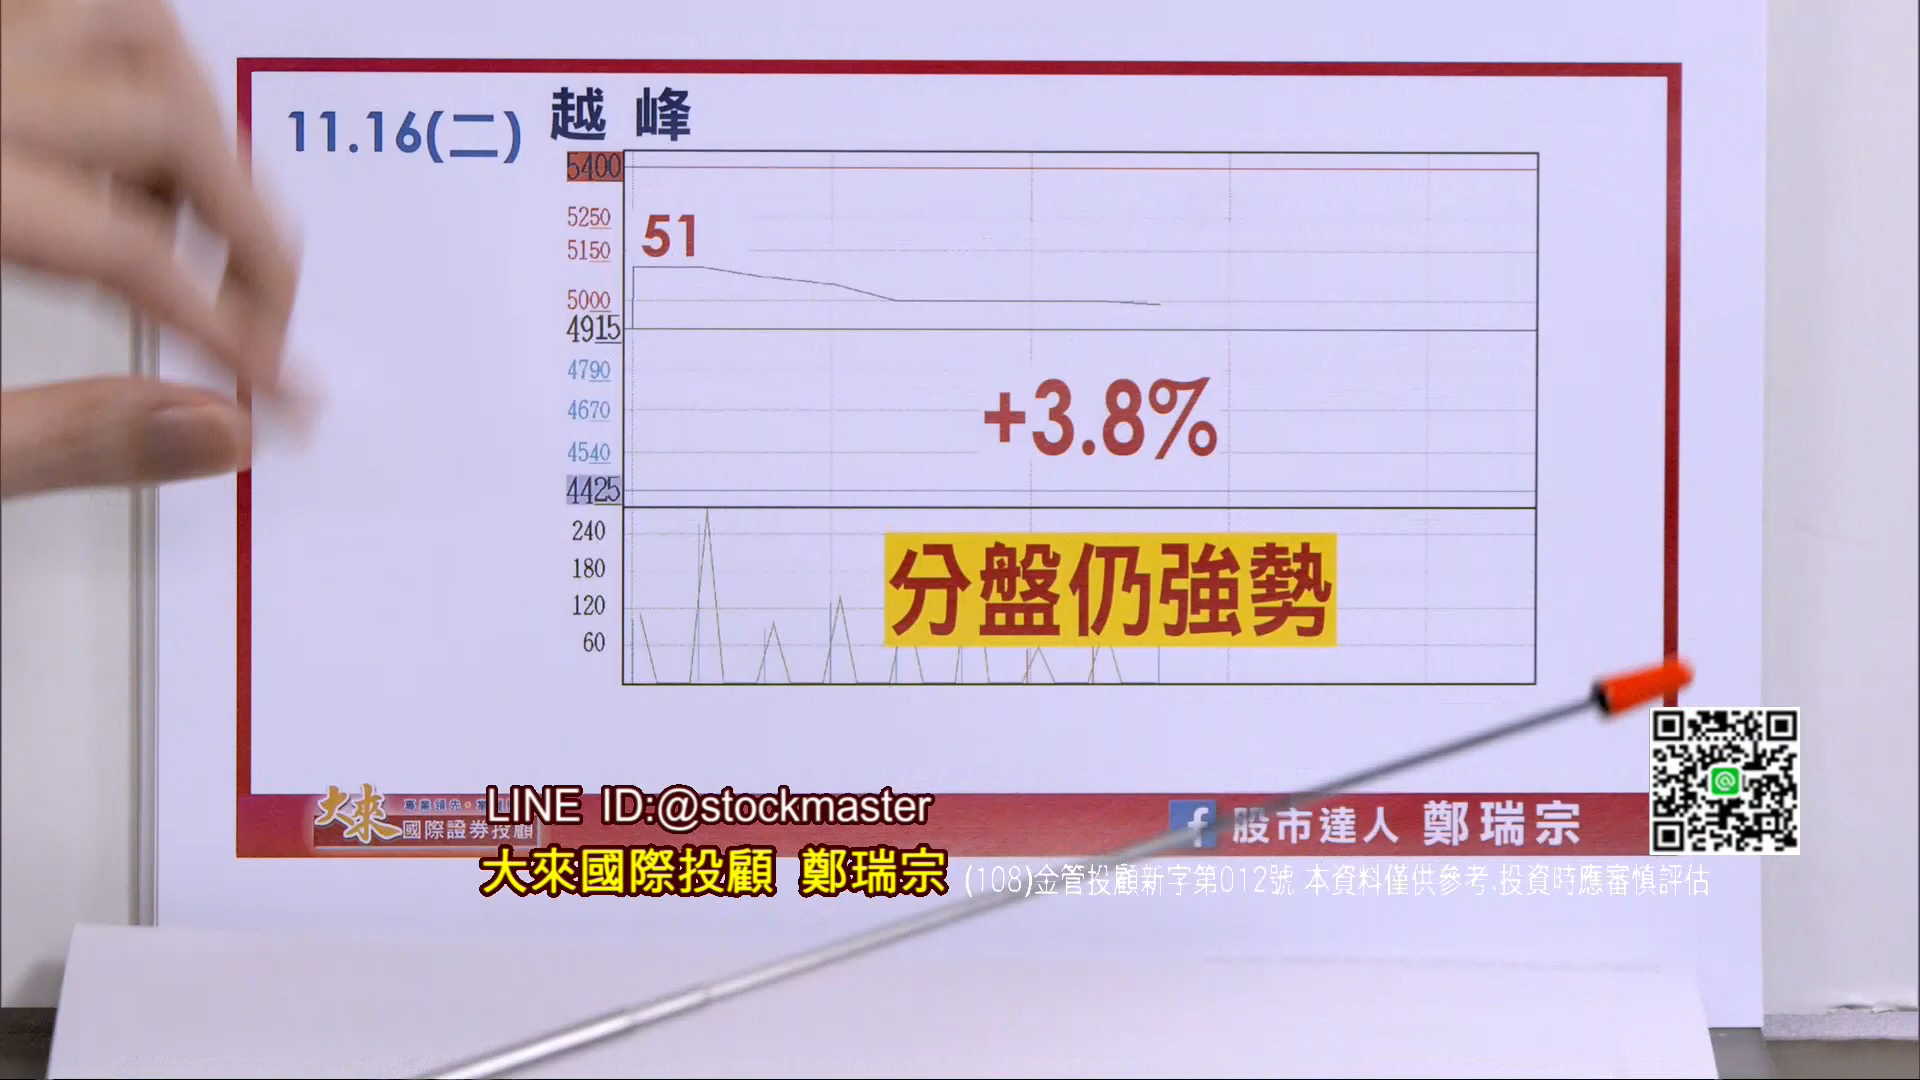 11.16(二) 越峰
5400
5250
51
5150
5000
4915
4790
+3.8%
4670
4540
4425
240
分盤仍強勢
180
120
60
大來
國際證券投顧
LINE ID:@stockmaster
f 股市達人 鄭瑞宗
大來國際投顧 鄭瑞宗 (108)金管投顧新字第012號 本資料僅供參考,投資時應審慎評估